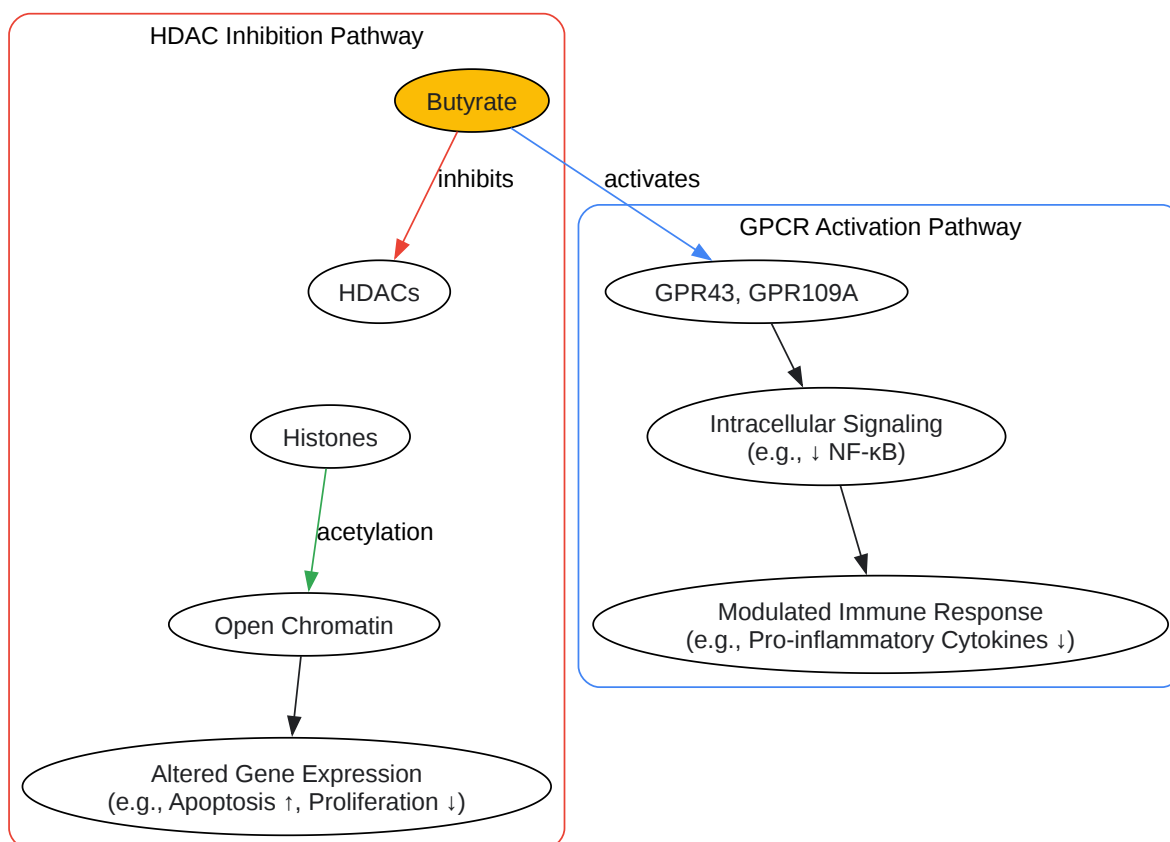 HDAC Inhibition Pathway
Butyrate
inhibits
activates
HDACs
Histones
acetylation
Open Chromatin
Altered Gene Expression
(e.g., Apoptosis ↑, Proliferation ↓)
GPCR Activation Pathway
GPR43, GPR109A
Intracellular Signaling
(e.g., ↓ NF-κB)
Modulated Immune Response
(e.g., Pro-inflammatory Cytokines ↓)